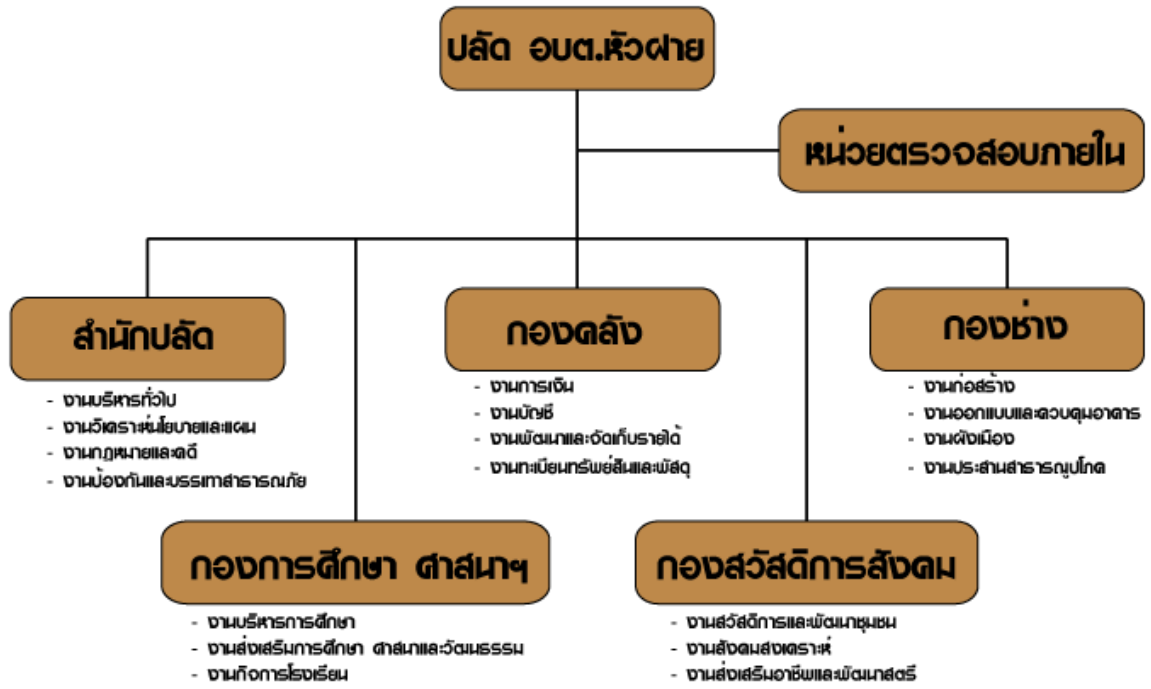 ปลัด อบต.หัวฝาย
หน่วยตรวจสอบภายใน
สำนักปลัด
- งานบริหารทั่วไป
- งานวิเคราะห์นโยบายและแผน
- งานกฎหมายและคดี
- งานป้องกันและบรรเทาสาธารณภัย
กองคลัง
- งานการเงิน
- งานบัญชี
- งานพัฒนาและจัดเก็บรายได้
- งานทะเบียนทรัพย์สินและพัสดุ
กองช่าง
- งานก่อสร้าง
- งานออกแบบและควบคุมอาคาร
- งานผังเมือง
- งานประสานสาธารณูปโภค
กองการศึกษา ศาสนาฯ
- งานบริหารการศึกษา
- งานส่งเสริมการศึกษา ศาสนาและวัฒนธรรม
- งานกิจการโรงเรียน
กองสวัสดิการสังคม
- งานสวัสดิการและพัฒนาชุมชน
- งานสังคมสงเคราะห์
- งานส่งเสริมอาชีพและพัฒนาสตรี